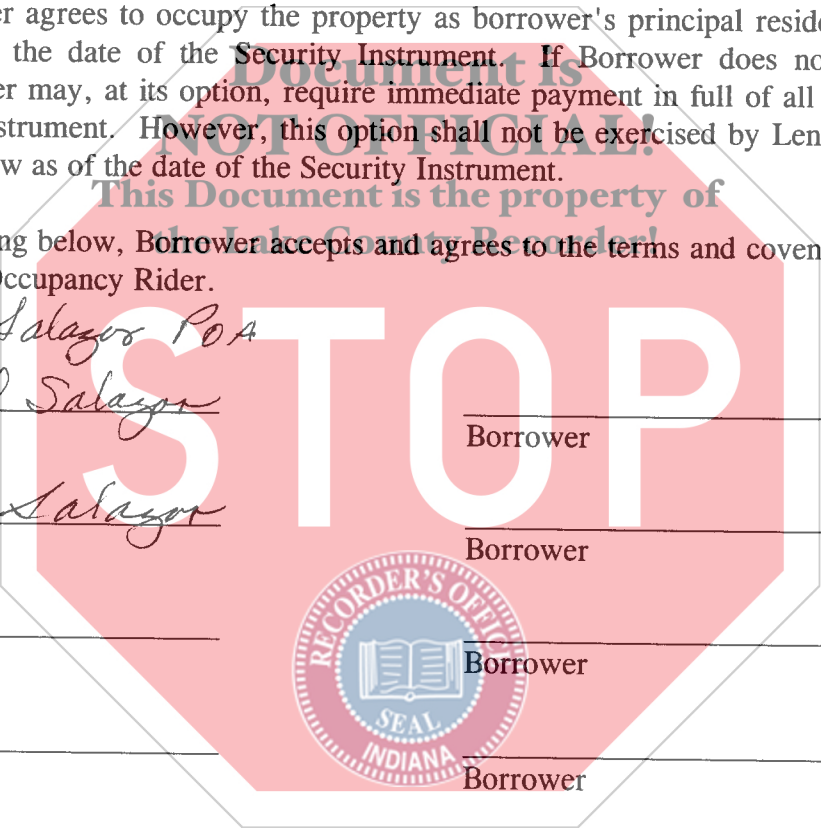 er agrees to occupy the property as borrower's principal reside
the date of the Security Instrument. If Borrower does no
er may, at its option, require immediate payment in full of all
strument. However, this option shall not be exercised by Len
w as of the date of the Security Instrument.
ng below, Borrower accepts and agrees to the terms and coven
Occupancy Rider.
Document is
NOT OFFICIAL!
This Document is the property of
the Lake County Recorder!
STOP
Salazar POA
Salazar
Borrower
Salazar
Borrower
Borrower
Borrower
RECORDER'S OFFICE
SEAL
INDIANA